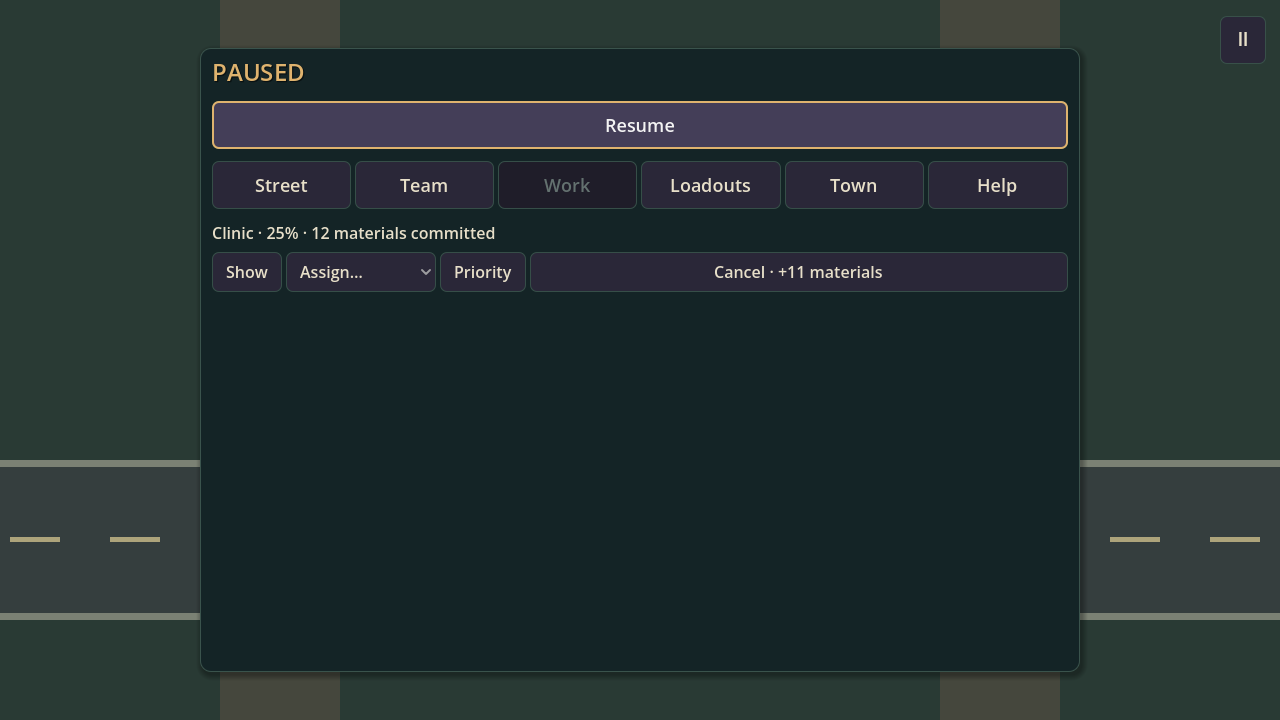 PAUSED
Resume
Street Team Work Loadouts Town Help
Clinic · 25% · 12 materials committed
Show Assign... Priority Cancel · +11 materials